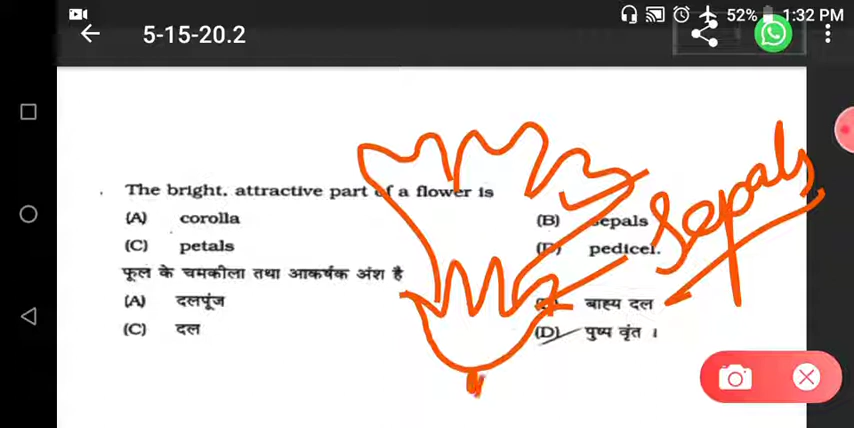 52% 1:32 PM
5-15-20.2
The bright, attractive part of a flower is
(A) corolla
(B) sepals
(C) petals
(D) pedicel.
फूल के चमकीला तथा आकर्षक अंश है
(A) दलपूंज
बाह्य दल
(C) दल
(D) पुष्प वृंत ।
Sepals